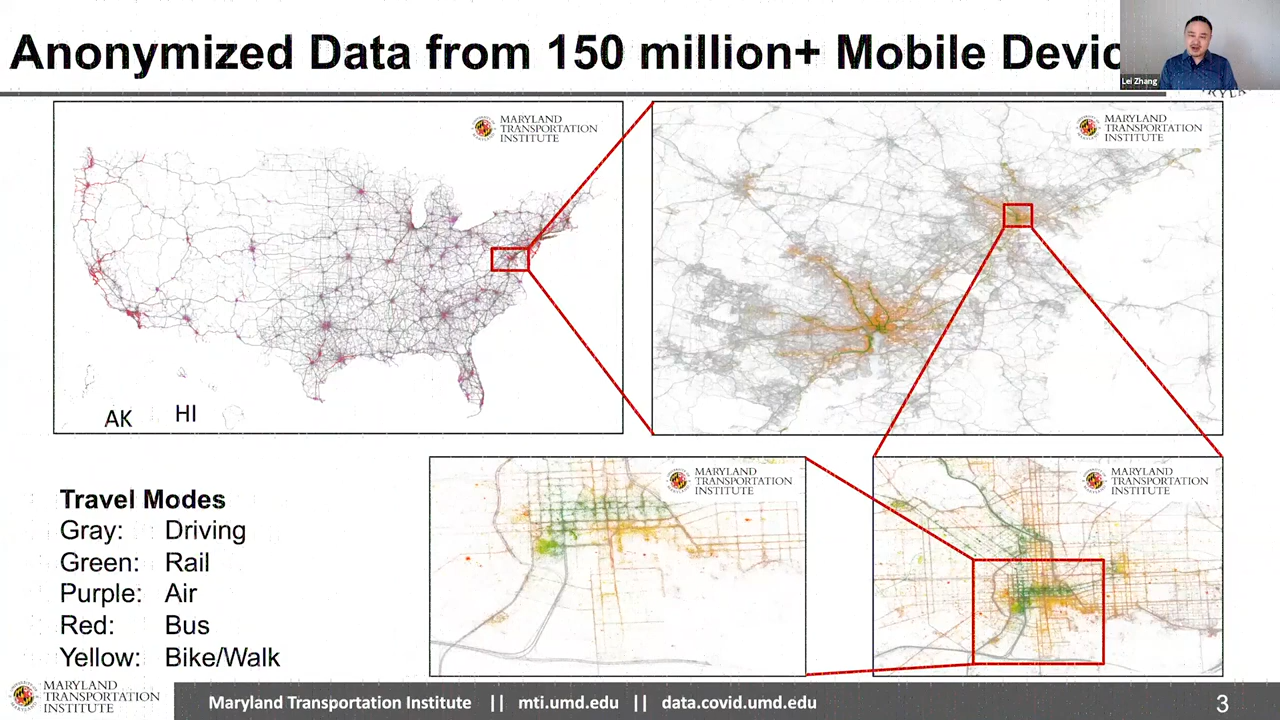 Anonymized Data from 150 million+ Mobile
Lei Zhang
MARYLAND
TRANSPORTATION
INSTITUTE
MARYLAND
TRANSPORTATION
INSTITUTE
AK HI
MARYLAND
TRANSPORTATION
INSTITUTE
MARYLAND
TRANSPORTATION
INSTITUTE
Travel Modes
Gray: Driving
Green: Rail
Purple: Air
Red: Bus
Yellow: Bike/Walk
MARYLAND
TRANSPORTATION
INSTITUTE
Maryland Transportation Institute || mti.umd.edu || data.covid.umd.edu
3